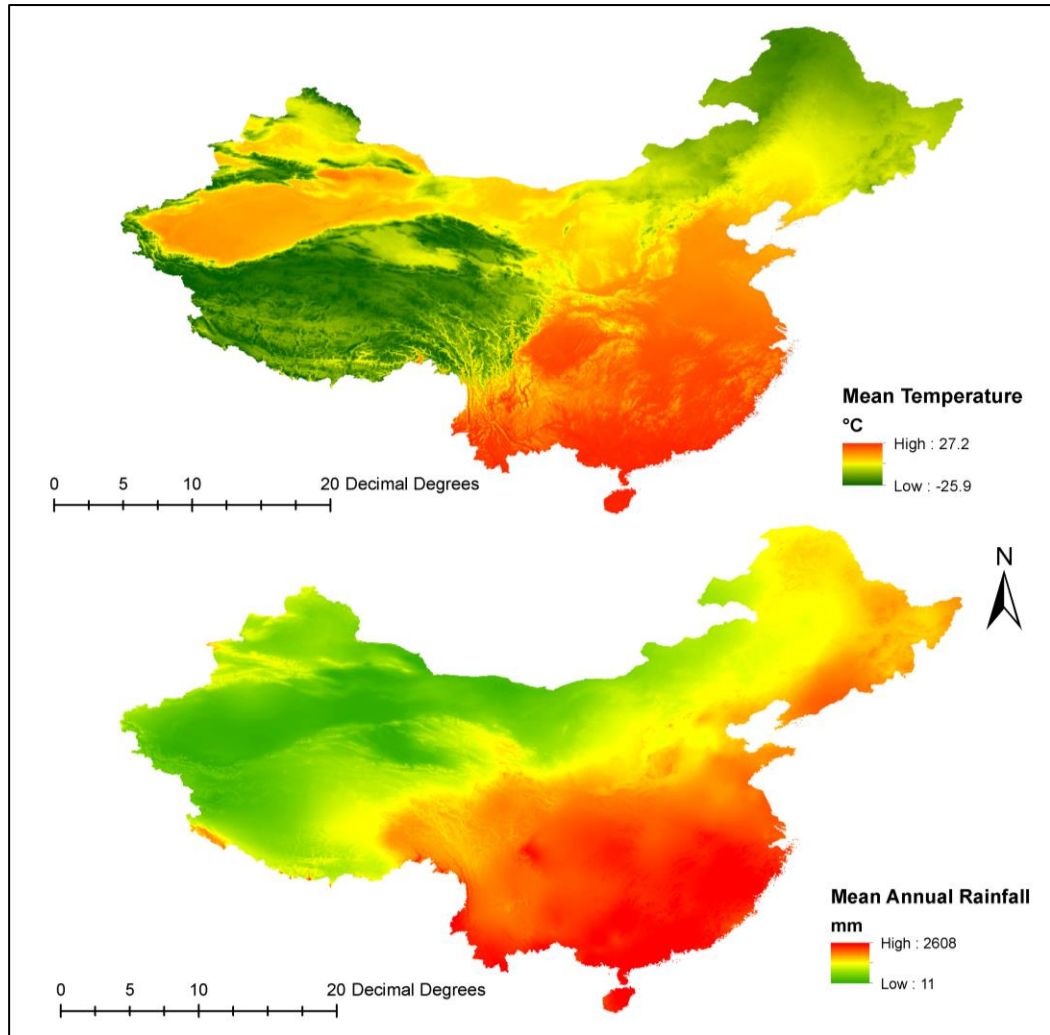 Mean Temperature
°C
High : 27.2
Low : -25.9
0 5 10 20 Decimal Degrees
N
Mean Annual Rainfall
mm
High : 2608
Low : 11
0 5 10 20 Decimal Degrees